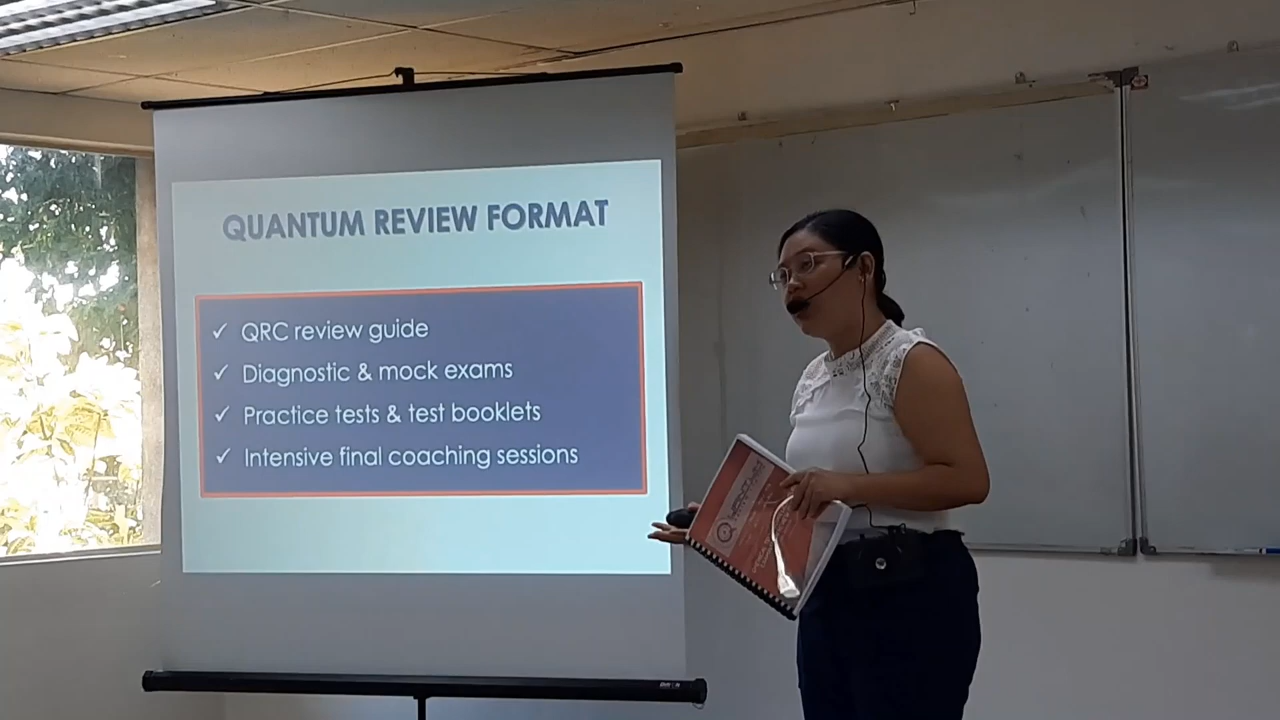 QUANTUM REVIEW FORMAT
✓ QRC review guide
✓ Diagnostic & mock exams
✓ Practice tests & test booklets
✓ Intensive final coaching sessions